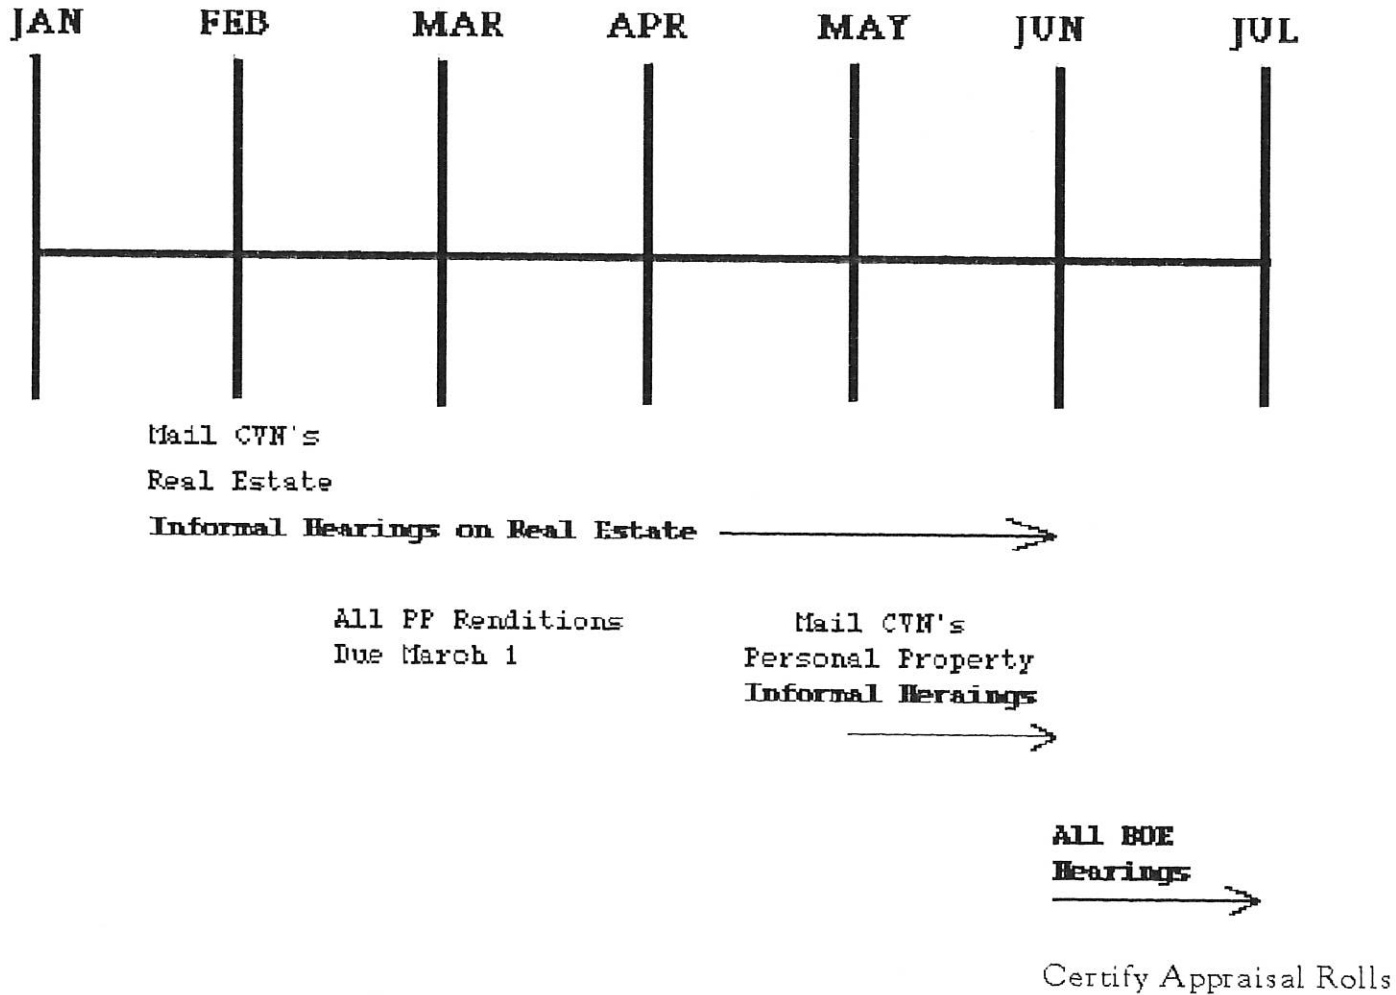 JAN FEB MAR APR MAY JUN JUL
Mail CVN's
Real Estate
Informal Hearings on Real Estate
All PP Renditions
Due March 1
Mail CVN's
Personal Property
Informal Heraings
All BOE
Hearings
Certify Appraisal Rolls